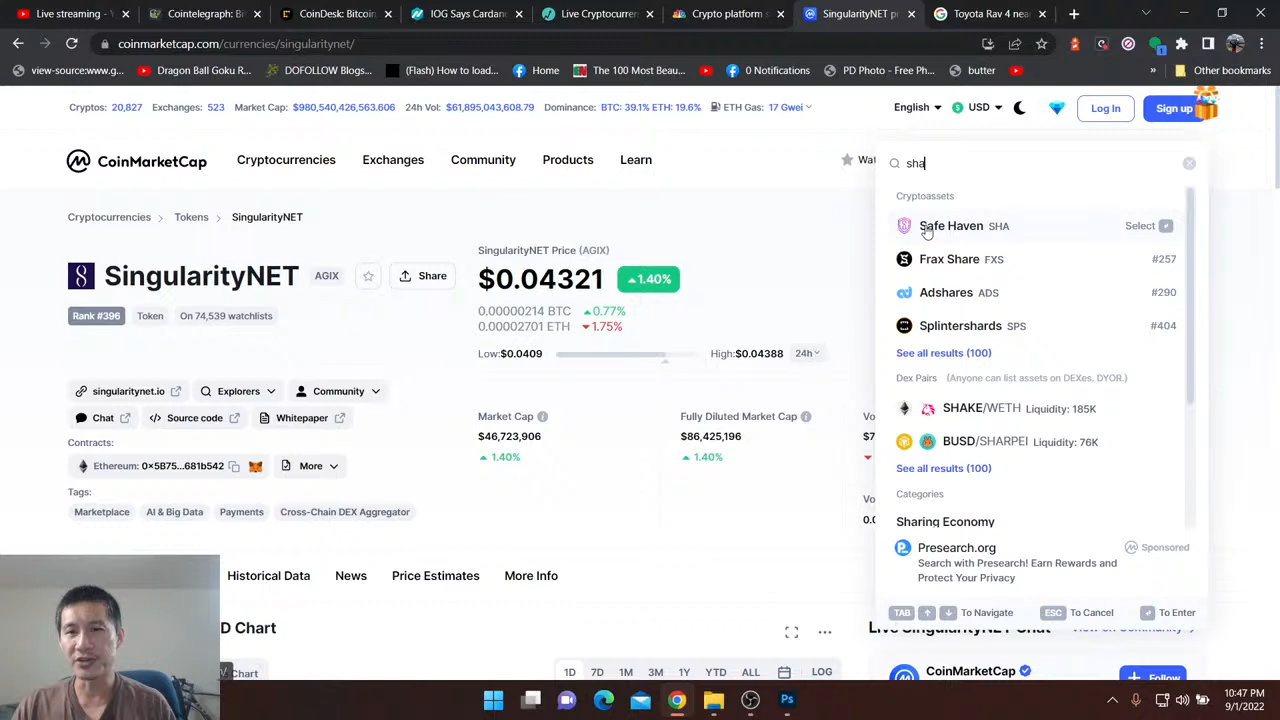 Live streaming - Y
Contragate: B
CoinDesk: Bitcoin
IOG Says Cardano
Live Cryptocurren
Crypto platform s
SingularityNET pr
Toyota Rav 4 nea
coinmarketcap.com/currencies/singularitynet/
view-source:www.g...
Dragon Ball Goku R...
DOFOLLOW Blogs...
(Flash) How to load...
Home
The 100 Most Beau...
0 Notifications
PD Photo - Free Ph...
butter
»
Other bookmarks
Cryptos: 20,827 Exchanges: 523 Market Cap: $980,540,426,563.606 24h Vol: $61,895,043,608.79 Dominance: BTC: 39.1% ETH: 19.6% ETH Gas: 17 Gwei
English USD Log In Sign up
CoinMarketCap Cryptocurrencies Exchanges Community Products Learn
Wat
sha
Cryptocurrencies Tokens SingularityNET
SingularityNET AGIX Share
Rank #396 Token On 74,539 watchlists
SingularityNET Price (AGIX)
$0.04321 1.40%
0.00000214 BTC 0.77%
0.00002701 ETH 1.75%
Low:$0.0409 High:$0.04388 24h
singularitynet.io Explorers Community
Chat Source code Whitepaper
Contracts:
Ethereum: 0x5B75...681b542 More
Tags:
Marketplace AI & Big Data Payments Cross-Chain DEX Aggregator
Market Cap
$46,723,906
1.40%
Fully Diluted Market Cap
$86,425,196
1.40%
Vo
$7
Vo
0.0
Cryptoassets
Safe Haven SHA Select
Frax Share FXS #257
Adshares ADS #290
Splintershards SPS #404
See all results (100)
Dex Pairs (Anyone can list assets on DEXes. DYOR.)
SHAKE/WETH Liquidity: 185K
BUSD/SHARPEI Liquidity: 76K
See all results (100)
Categories
Sharing Economy
Presearch.org Sponsored
Search with Presearch! Earn Rewards and
Protect Your Privacy
TAB To Navigate ESC To Cancel To Enter
Historical Data News Price Estimates More Info
D Chart
Chart
1D 7D 1M 3M 1Y YTD ALL LOG
Live SingularityNET Chat View on Community
CoinMarketCap
Follow
10:47 PM
9/1/2022